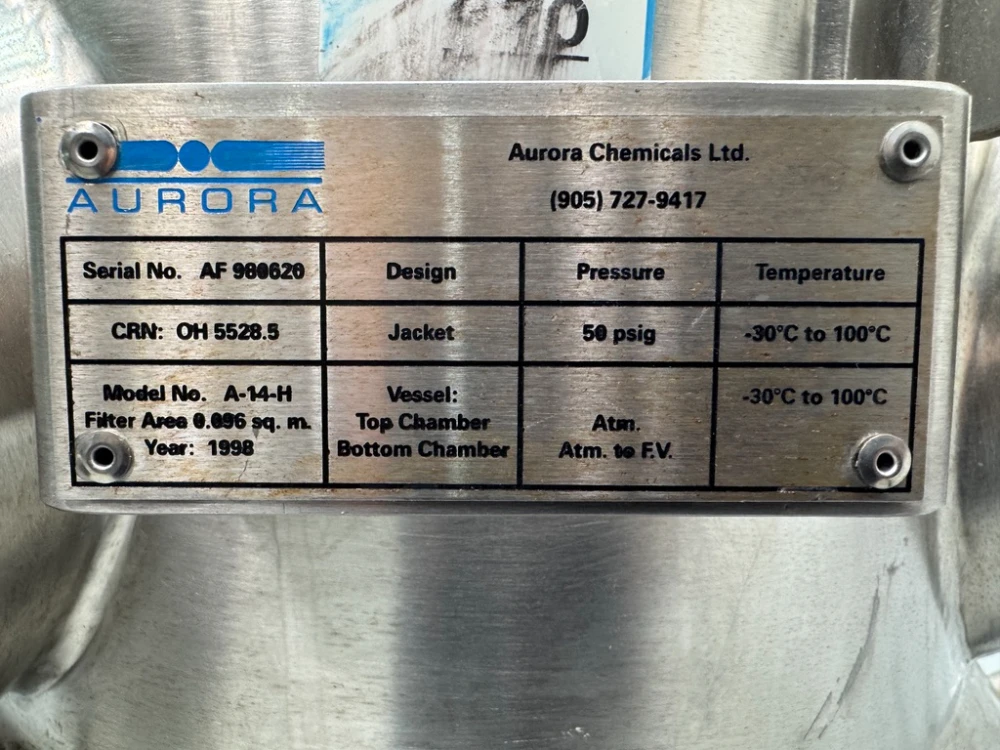 AURORA
Aurora Chemicals Ltd.
(905) 727-9417
Serial No. AF 980620
Design
Pressure
Temperature
CRN: OH 5528.5
Jacket
50 psig
-30°C to 100°C
Model No. A-14-H
Filter Area 0.096 sq. m.
Year: 1998
Vessel:
Top Chamber
Bottom Chamber
Atm.
Atm. to F.V.
-30°C to 100°C